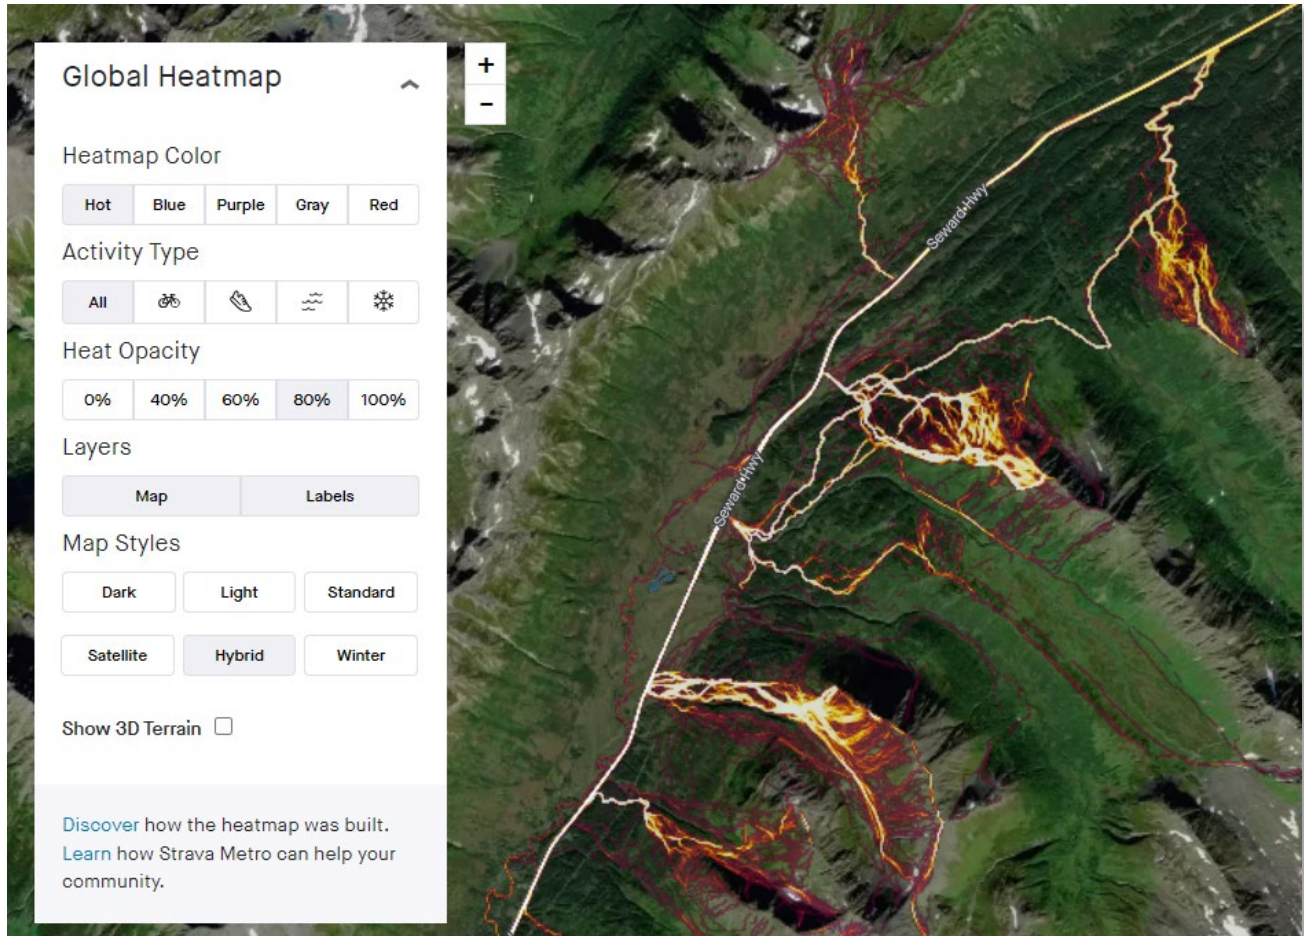 Global Heatmap
+
-
Heatmap Color
Hot Blue Purple Gray Red
Activity Type
All
Heat Opacity
0% 40% 60% 80% 100%
Layers
Map Labels
Map Styles
Dark Light Standard
Satellite Hybrid Winter
Show 3D Terrain
Discover how the heatmap was built.
Learn how Strava Metro can help your
community.
Seward Hwy
Seward Hwy